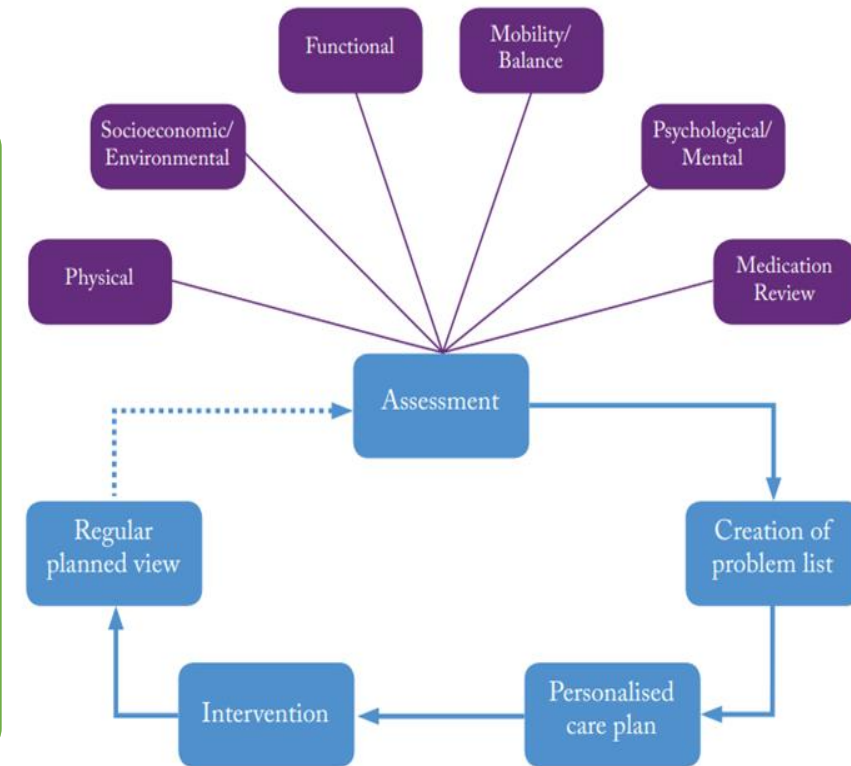 Functional
Mobility/
Balance
Socioeconomic/
Environmental
Psychological/
Mental
Physical
Medication
Review
Assessment
Regular
planned view
Creation of
problem list
Intervention
Personalised
care plan